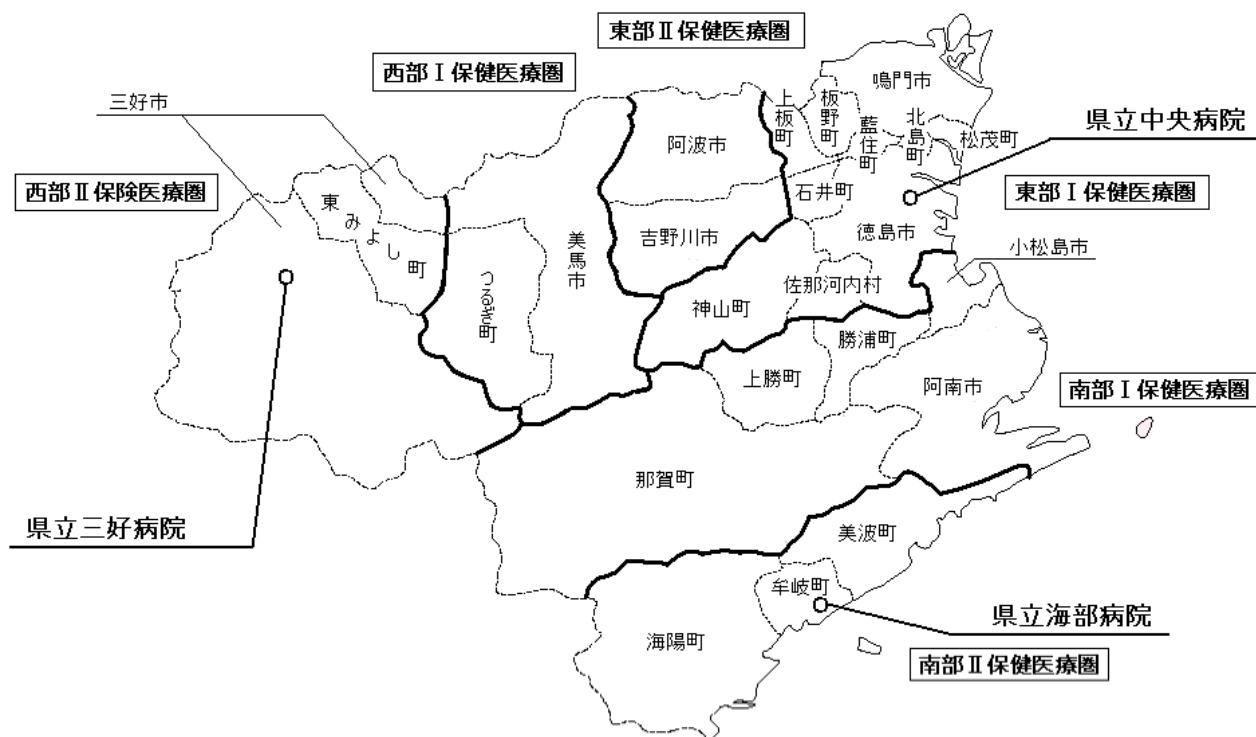 東部Ⅱ保健医療圏
西部Ⅰ保健医療圏
三好市
西部Ⅱ保険医療圏
東みよし町
つるぎ町
美馬市
阿波市
吉野川市
上板町
板野町
藍住町
北島町
鳴門市
松茂町
県立中央病院
石井町
東部Ⅰ保健医療圏
徳島市
小松島市
佐那河内村
神山町
勝浦町
上勝町
阿南市
南部Ⅰ保健医療圏
那賀町
県立三好病院
美波町
牟岐町
県立海部病院
海陽町
南部Ⅱ保健医療圏